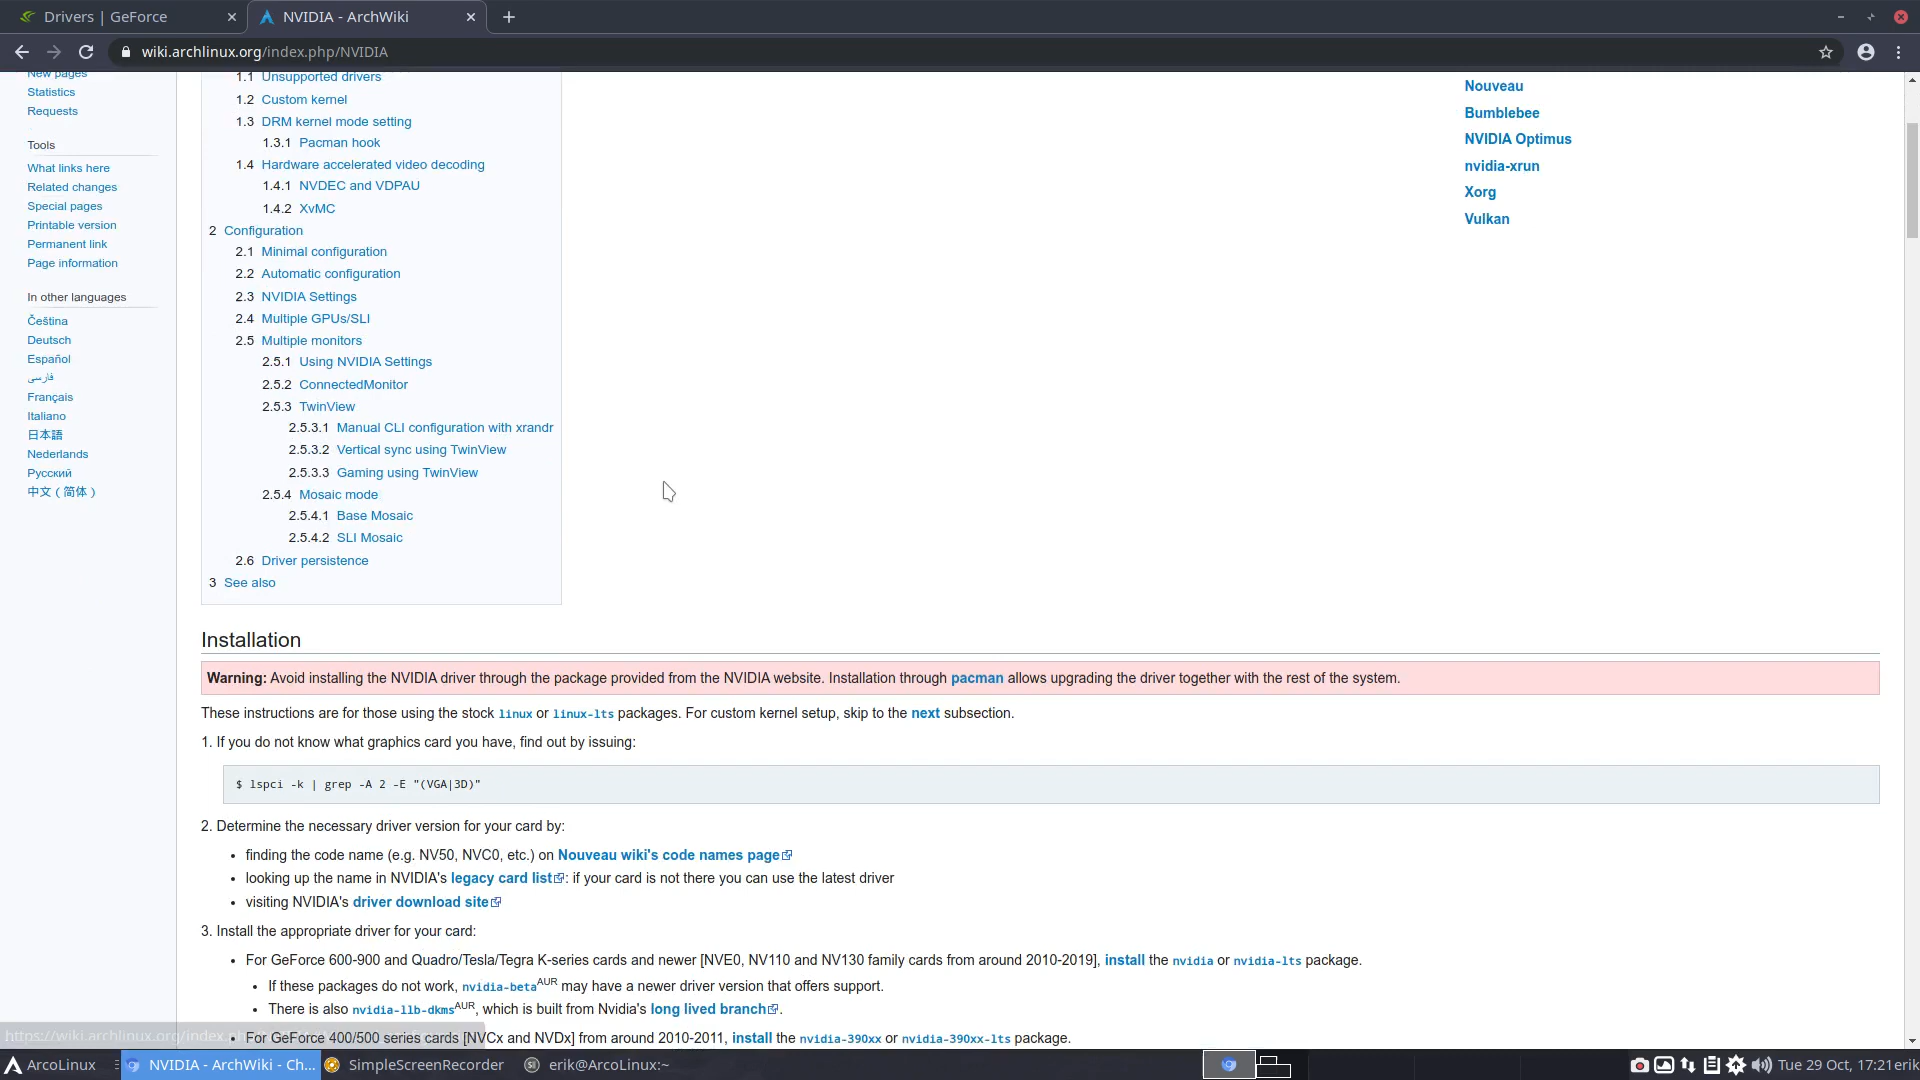 Drivers | GeForce
NVIDIA - ArchWiki
wiki.archlinux.org/index.php/NVIDIA
New pages
Statistics
Requests
Tools
What links here
Related changes
Special pages
Printable version
Permanent link
Page information
In other languages
Čeština
Deutsch
Español
فارسی
Français
Italiano
日本語
Nederlands
Русский
中文（简体）
1.1 Unsupported drivers
1.2 Custom kernel
1.3 DRM kernel mode setting
1.3.1 Pacman hook
1.4 Hardware accelerated video decoding
1.4.1 NVDEC and VDPAU
1.4.2 XvMC
2 Configuration
2.1 Minimal configuration
2.2 Automatic configuration
2.3 NVIDIA Settings
2.4 Multiple GPUs/SLI
2.5 Multiple monitors
2.5.1 Using NVIDIA Settings
2.5.2 ConnectedMonitor
2.5.3 TwinView
2.5.3.1 Manual CLI configuration with xrandr
2.5.3.2 Vertical sync using TwinView
2.5.3.3 Gaming using TwinView
2.5.4 Mosaic mode
2.5.4.1 Base Mosaic
2.5.4.2 SLI Mosaic
2.6 Driver persistence
3 See also
Nouveau
Bumblebee
NVIDIA Optimus
nvidia-xrun
Xorg
Vulkan
Installation
Warning: Avoid installing the NVIDIA driver through the package provided from the NVIDIA website. Installation through pacman allows upgrading the driver together with the rest of the system.
These instructions are for those using the stock linux or linux-lts packages. For custom kernel setup, skip to the next subsection.
1. If you do not know what graphics card you have, find out by issuing:
$ lspci -k | grep -A 2 -E "(VGA|3D)"
2. Determine the necessary driver version for your card by:
• finding the code name (e.g. NV50, NVC0, etc.) on Nouveau wiki's code names page
• looking up the name in NVIDIA's legacy card list: if your card is not there you can use the latest driver
• visiting NVIDIA's driver download site
3. Install the appropriate driver for your card:
• For GeForce 600-900 and Quadro/Tesla/Tegra K-series cards and newer [NVE0, NV110 and NV130 family cards from around 2010-2019], install the nvidia or nvidia-lts package.
• If these packages do not work, nvidia-beta AUR may have a newer driver version that offers support.
• There is also nvidia-llb-dkms AUR, which is built from Nvidia's long lived branch.
• For GeForce 400/500 series cards [NVCx and NVDx] from around 2010-2011, install the nvidia-390xx or nvidia-390xx-lts package.
https://wiki.archlinux.org/index.
ArcoLinux
NVIDIA - ArchWiki - Ch...
SimpleScreenRecorder
erik@ArcoLinux:~
Tue 29 Oct, 17:21 erik